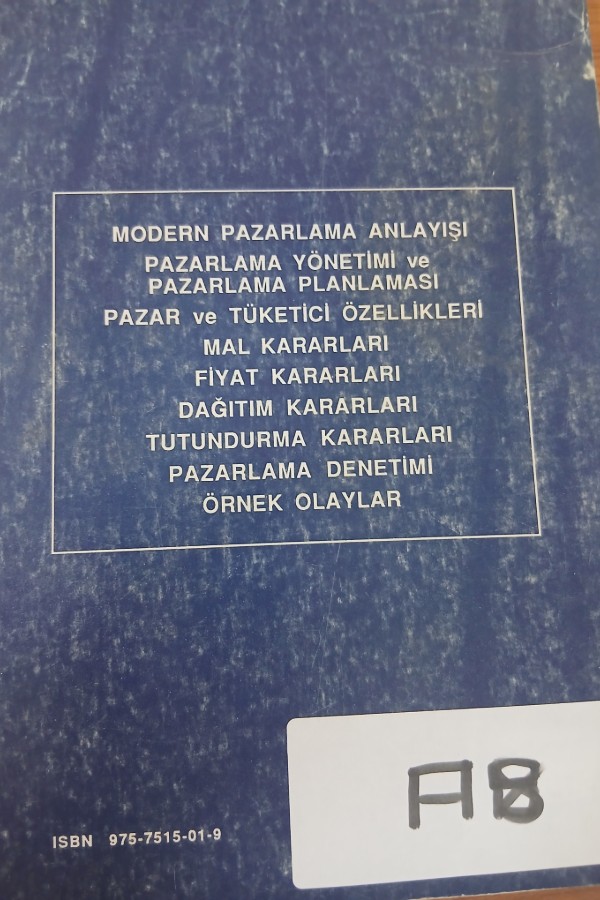 MODERN PAZARLAMA ANLAYIŞI
PAZARLAMA YÖNETİMİ ve
PAZARLAMA PLANLAMASI
PAZAR ve TÜKETİCİ ÖZELLİKLERİ
MAL KARARLARI
FİYAT KARARLARI
DAĞITIM KARARLARI
TUTUNDURMA KARARLARI
PAZARLAMA DENETİMİ
ÖRNEK OLAYLAR
ISBN 975-7515-01-9